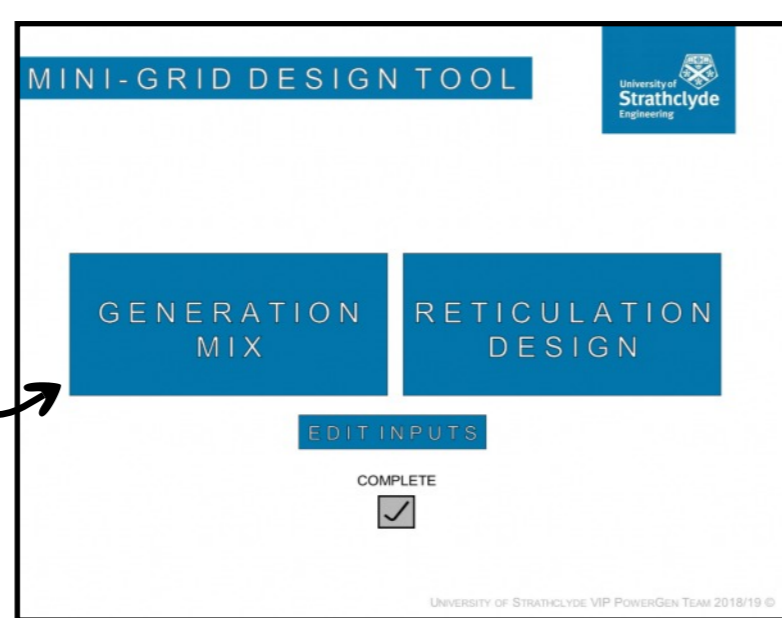 MINI-GRID DESIGN TOOL
University of
Strathclyde
Engineering
GENERATION
MIX
RETICULATION
DESIGN
EDIT INPUTS
COMPLETE
UNIVERSITY OF STRATHCLYDE VIP POWERGEN TEAM 2018/19 ©